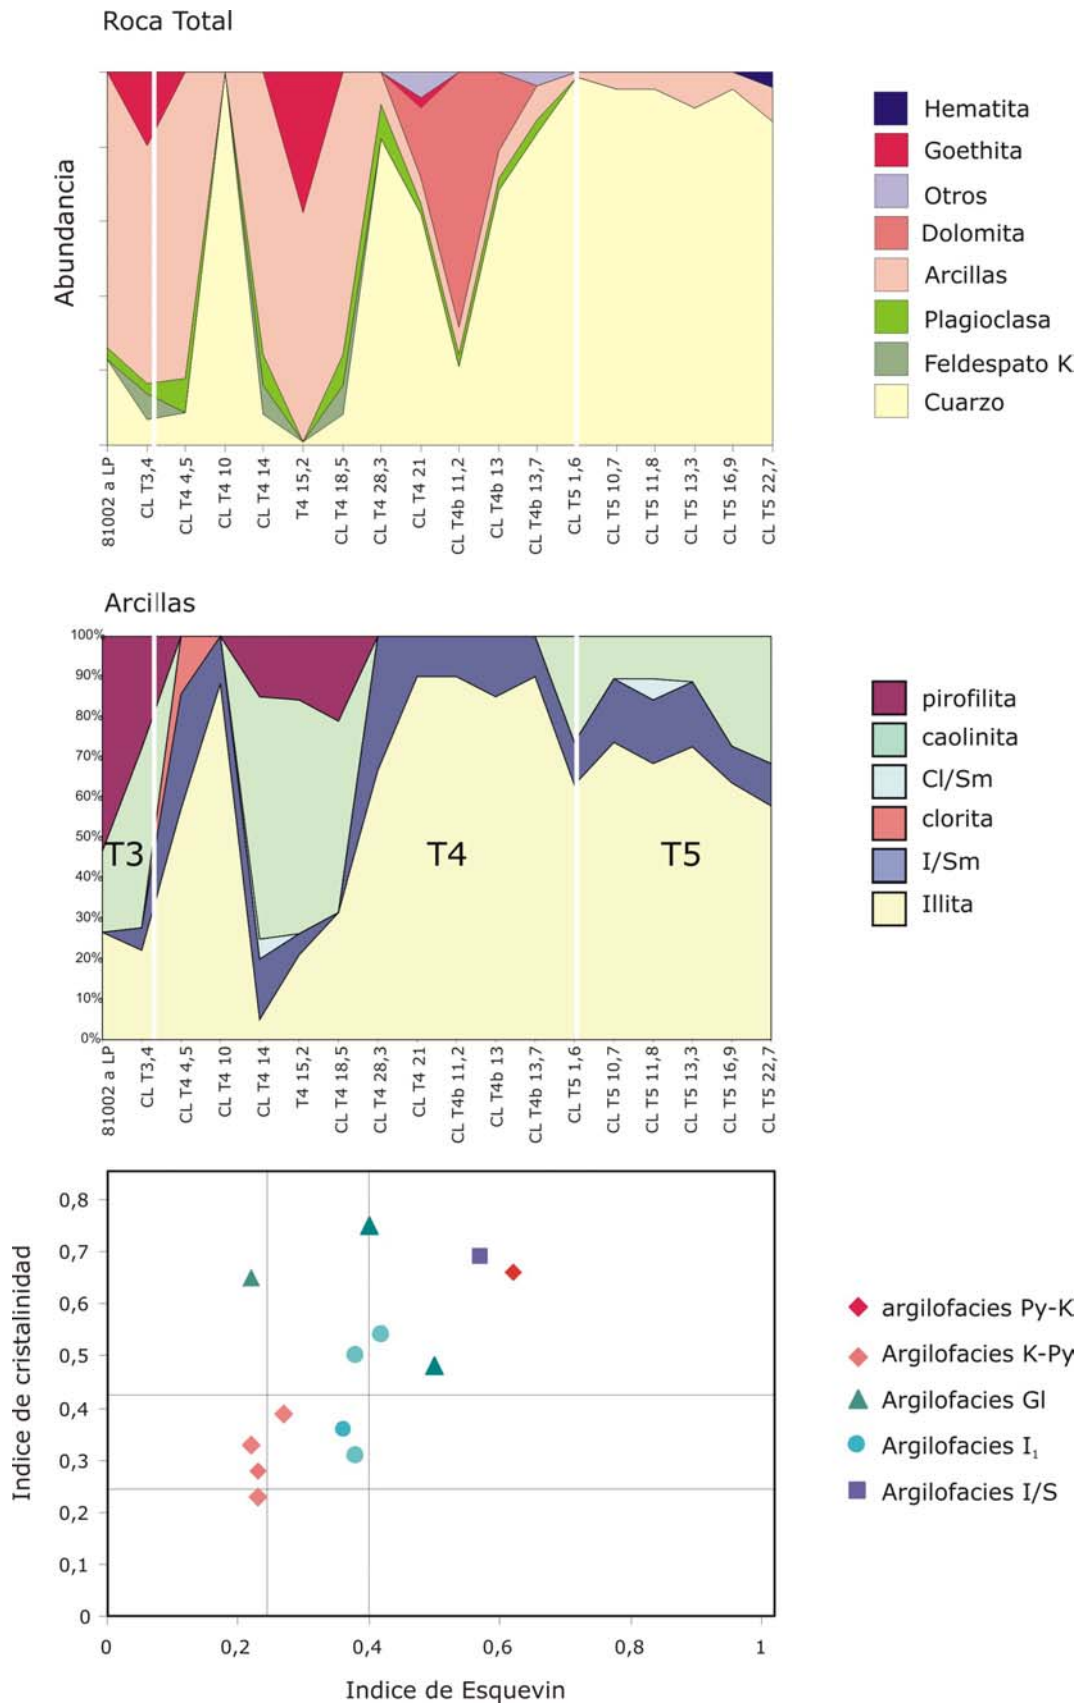 Roca Total
Abundancia
Hematita
Goethita
Otros
Dolomita
Arcillas
Plagioclasa
Feldespato K
Cuarzo
81002 a LP
CL T3,4
CL T4 4,5
CL T4 10
CL T4 14
T4 15,2
CL T4 18,5
CL T4 28,3
CL T4 21
CL T4b 11,2
CL T4b 13
CL T4b 13,7
CL T5 1,6
CL T5 10,7
CL T5 11,8
CL T5 13,3
CL T5 16,9
CL T5 22,7
Arcillas
100%
90%
80%
70%
60%
50%
40%
30%
20%
10%
0%
T3
T4
T5
pirofilita
caolinita
Cl/Sm
clorita
I/Sm
Illita
81002 a LP
CL T3,4
CL T4 4,5
CL T4 10
CL T4 14
T4 15,2
CL T4 18,5
CL T4 28,3
CL T4 21
CL T4b 11,2
CL T4b 13
CL T4b 13,7
CL T5 1,6
CL T5 10,7
CL T5 11,8
CL T5 13,3
CL T5 16,9
CL T5 22,7
Indice de cristalinidad
0,8
0,7
0,6
0,5
0,4
0,3
0,2
0,1
0
0 0,2 0,4 0,6 0,8 1
Indice de Esquevin
argilofacies Py-K
Argilofacies K-Py
Argilofacies Gl
Argilofacies I₁
Argilofacies I/S